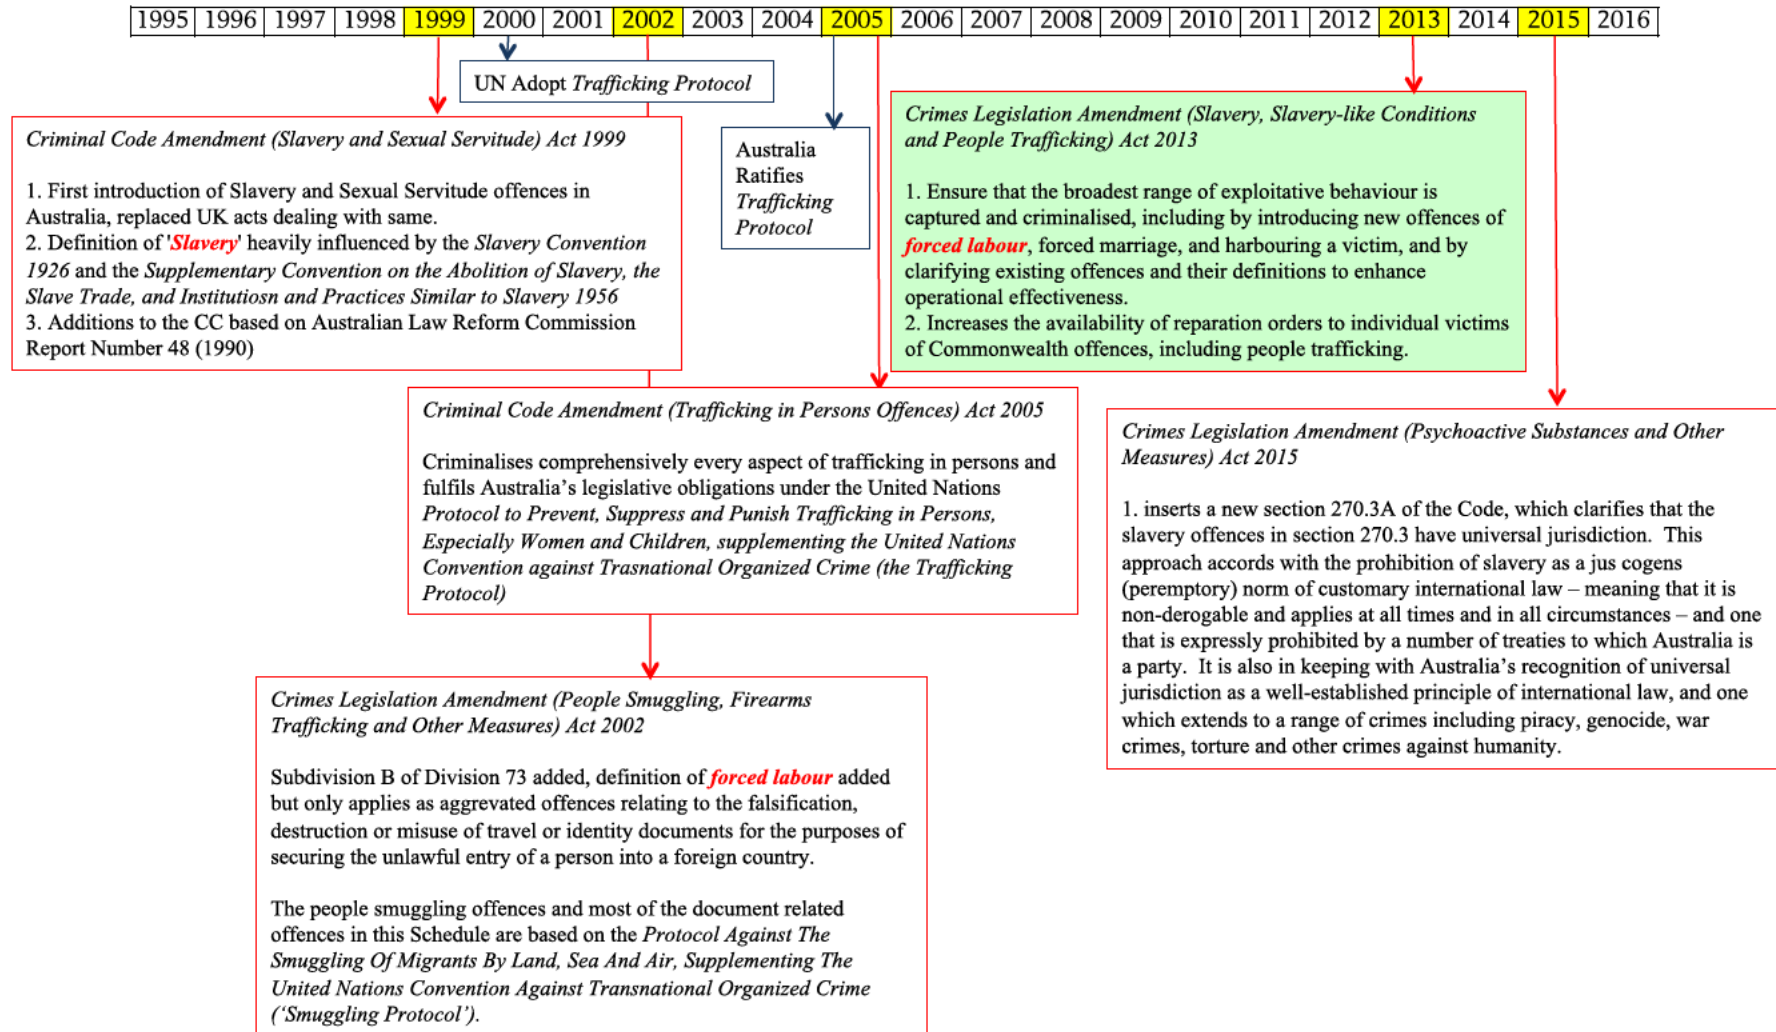 1995 1996 1997 1998 1999 2000 2001 2002 2003 2004 2005 2006 2007 2008 2009 2010 2011 2012 2013 2014 2015 2016
UN Adopt Trafficking Protocol
Criminal Code Amendment (Slavery and Sexual Servitude) Act 1999
1. First introduction of Slavery and Sexual Servitude offences in
Australia, replaced UK acts dealing with same.
2. Definition of 'Slavery' heavily influenced by the Slavery Convention
1926 and the Supplementary Convention on the Abolition of Slavery, the
Slave Trade, and Institutiosn and Practices Similar to Slavery 1956
3. Additions to the CC based on Australian Law Reform Commission
Report Number 48 (1990)
Australia
Ratifies
Trafficking
Protocol
Crimes Legislation Amendment (Slavery, Slavery-like Conditions
and People Trafficking) Act 2013
1. Ensure that the broadest range of exploitative behaviour is
captured and criminalised, including by introducing new offences of
forced labour, forced marriage, and harbouring a victim, and by
clarifying existing offences and their definitions to enhance
operational effectiveness.
2. Increases the availability of reparation orders to individual victims
of Commonwealth offences, including people trafficking.
Criminal Code Amendment (Trafficking in Persons Offences) Act 2005
Criminalises comprehensively every aspect of trafficking in persons and
fulfils Australia’s legislative obligations under the United Nations
Protocol to Prevent, Suppress and Punish Trafficking in Persons,
Especially Women and Children, supplementing the United Nations
Convention against Trasnational Organized Crime (the Trafficking
Protocol)
Crimes Legislation Amendment (Psychoactive Substances and Other
Measures) Act 2015
1. inserts a new section 270.3A of the Code, which clarifies that the
slavery offences in section 270.3 have universal jurisdiction.  This
approach accords with the prohibition of slavery as a jus cogens
(peremptory) norm of customary international law – meaning that it is
non-derogable and applies at all times and in all circumstances – and one
that is expressly prohibited by a number of treaties to which Australia is
a party.  It is also in keeping with Australia’s recognition of universal
jurisdiction as a well-established principle of international law, and one
which extends to a range of crimes including piracy, genocide, war
crimes, torture and other crimes against humanity.
Crimes Legislation Amendment (People Smuggling, Firearms
Trafficking and Other Measures) Act 2002
Subdivision B of Division 73 added, definition of forced labour added
but only applies as aggrevated offences relating to the falsification,
destruction or misuse of travel or identity documents for the purposes of
securing the unlawful entry of a person into a foreign country.
The people smuggling offences and most of the document related
offences in this Schedule are based on the Protocol Against The
Smuggling Of Migrants By Land, Sea And Air, Supplementing The
United Nations Convention Against Transnational Organized Crime
(‘Smuggling Protocol’).